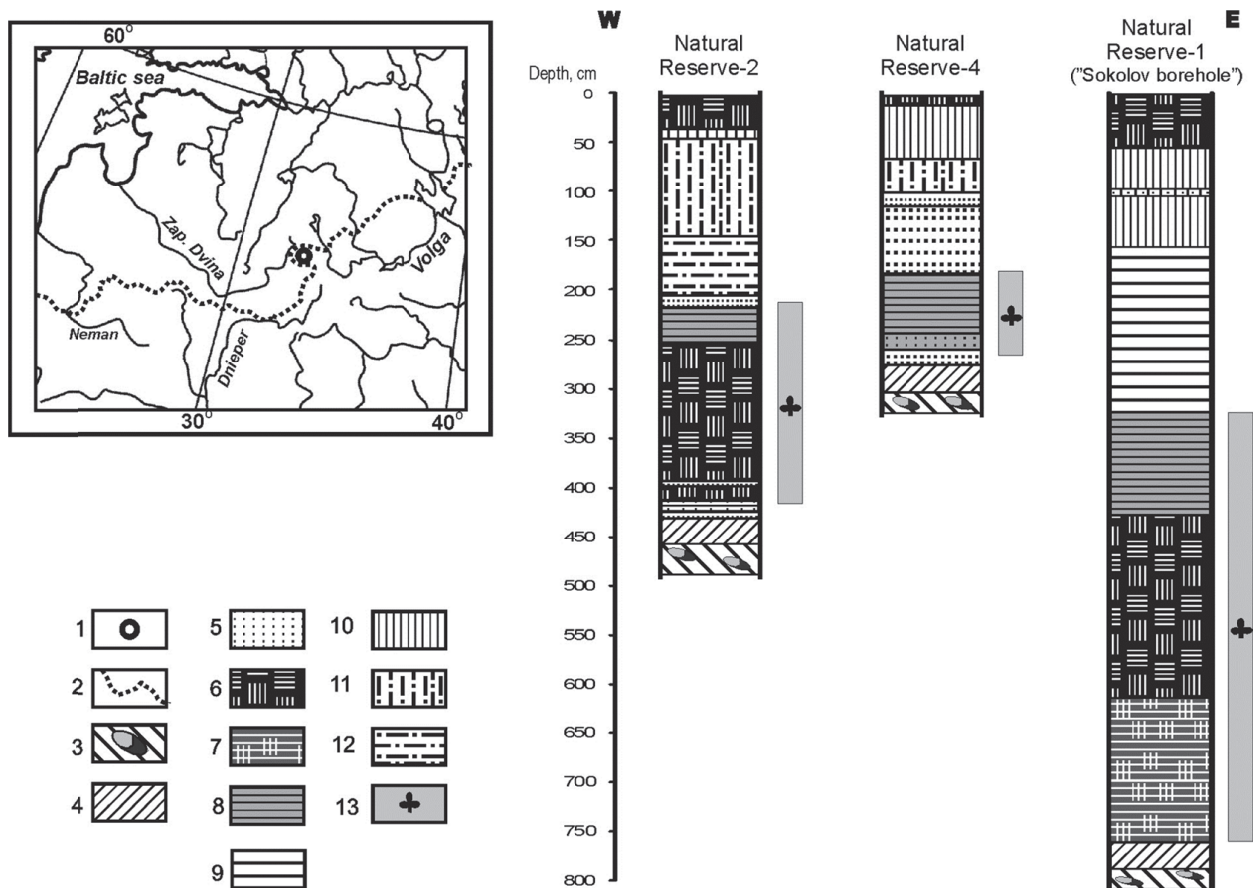 60°
Baltic sea
Zap. Dvina
Volga
Neman
Dnieper
30°
40°
W
E
Natural
Reserve-2
Natural
Reserve-4
Natural
Reserve-1
("Sokolov borehole")
Depth, cm
0
50
100
150
200
250
300
350
400
450
500
550
600
650
700
750
800
1
2
3
4
5
6
7
8
9
10
11
12
13